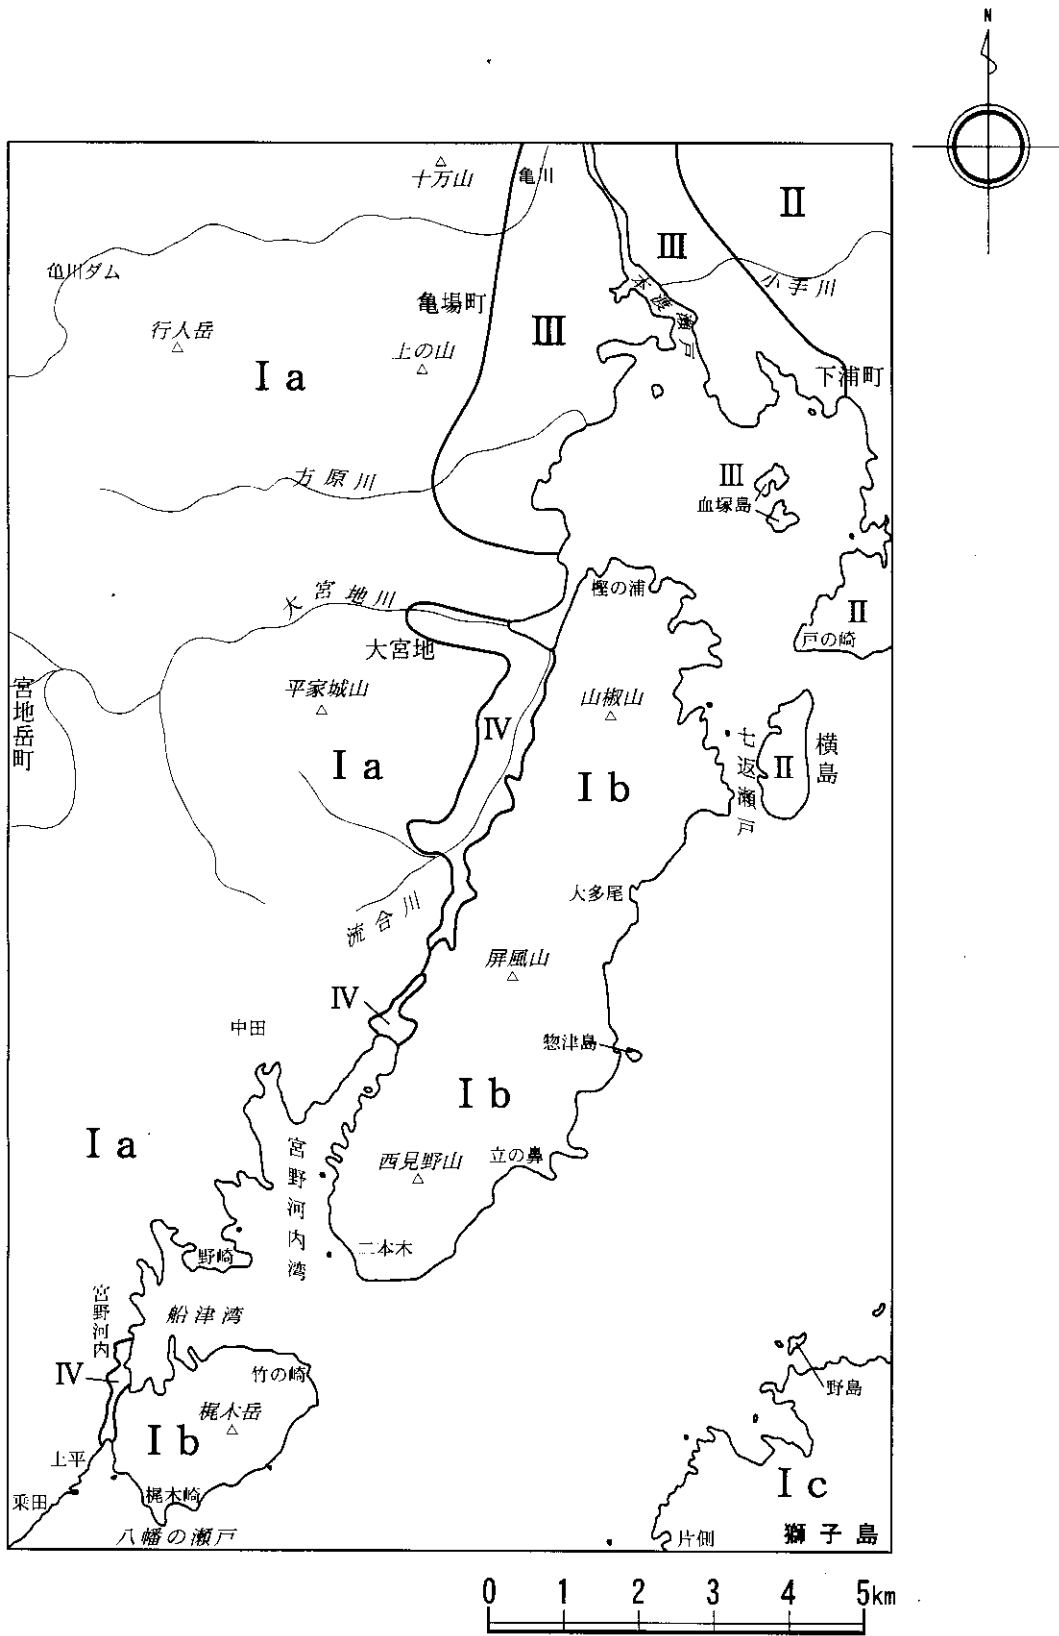 N
十万山
亀川
II
III
小手川
亀川ダム
本渡瀬戸
亀場町
行人岳
III
上の山
下浦町
Ia
方原川
III
血塚島
大宮地川
樫の浦
II
戸の崎
大宮地
宮地岳町
平家城山
山椒山
IV
七返瀬戸
II
横島
Ia
Ib
流合川
大多尾
屏風山
IV
中田
惣津島
Ib
Ia
宮野河内湾
西見野山
立の鼻
野崎
二本木
宮野河内
船津湾
IV
竹の崎
梶木岳
野島
Ib
上平
乗田
梶木崎
Ic
八幡の瀬戸
片側
獅子島
0 1 2 3 4 5km